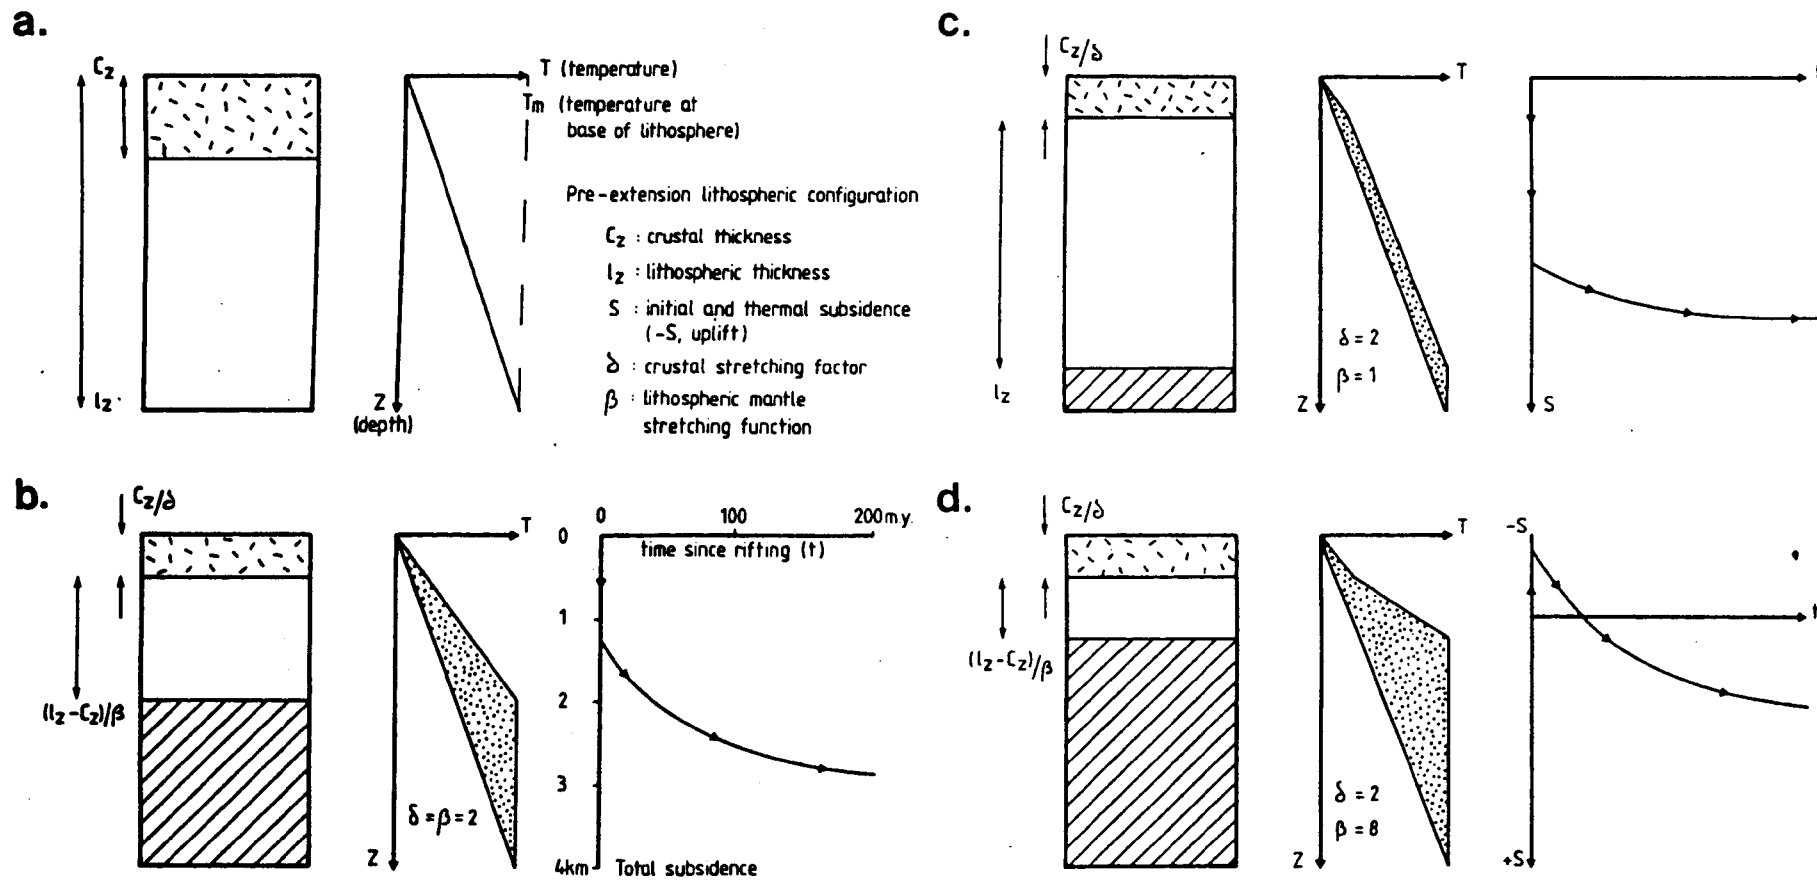 a.
Cz
lz
T (temperature)
Tm (temperature at
base of lithosphere)
Z
(depth)
Pre-extension lithospheric configuration
Cz : crustal thickness
lz : lithospheric thickness
S : initial and thermal subsidence
(-S, uplift)
δ : crustal stretching factor
β : lithospheric mantle
stretching function
b.
Cz/δ
(lz-Cz)/β
T
Z
δ=β=2
0 100 200 m.y.
time since rifting (t)
0
1
2
3
4km Total subsidence
c.
Cz/δ
lz
T
Z
δ = 2
β = 1
S
d.
Cz/δ
(lz-Cz)/β
T
Z
δ = 2
β = 8
-S
t
+S